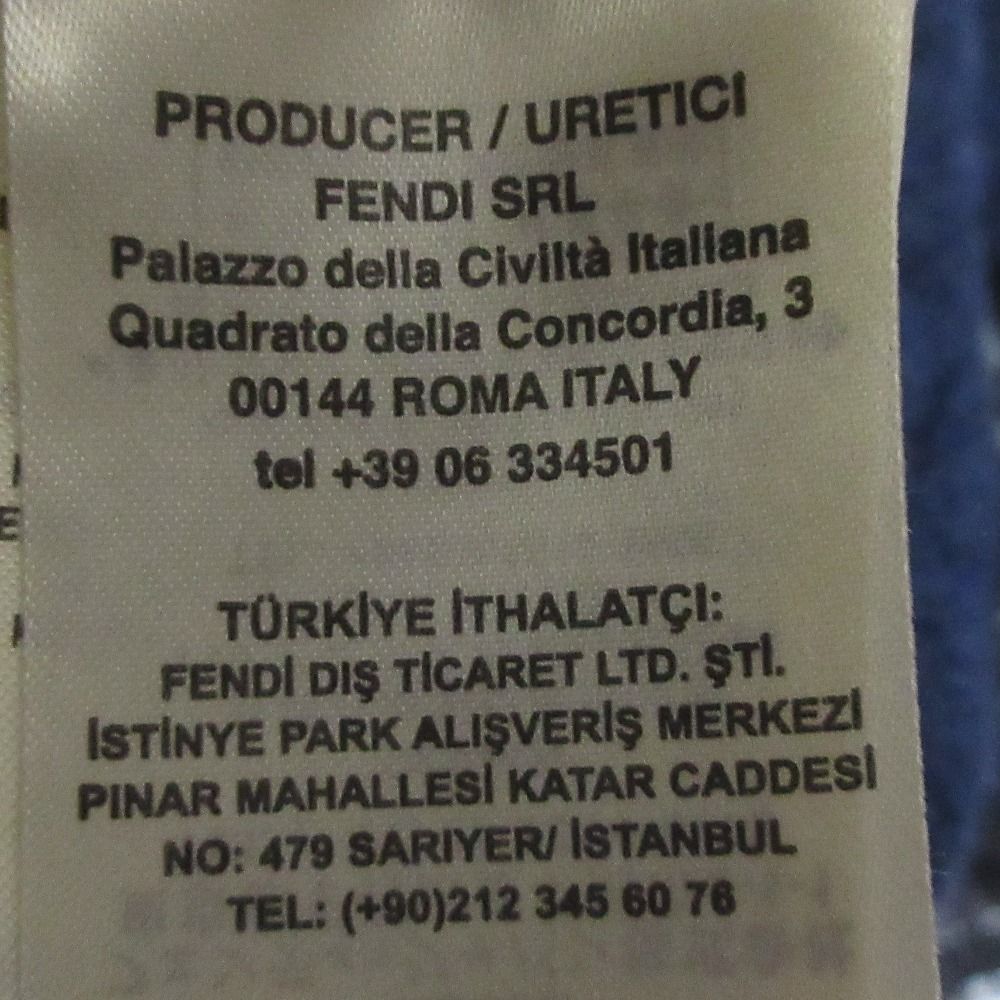 PRODUCER / URETICI
FENDI SRL
Palazzo della Civiltà Italiana
Quadrato della Concordia, 3
00144 ROMA ITALY
tel +39 06 334501
TÜRKİYE İTHALATÇI:
FENDİ DIŞ TİCARET LTD. ŞTİ.
İSTİNYE PARK ALIŞVERİŞ MERKEZİ
PINAR MAHALLESİ KATAR CADDESİ
NO: 479 SARIYER/ İSTANBUL
TEL: (+90)212 345 60 76